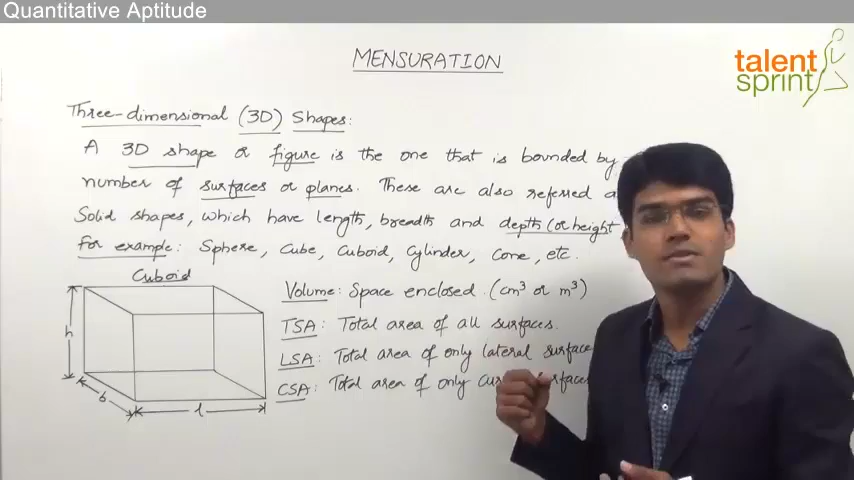 Quantitative Aptitude
MENSURATION
talent
sprint
Three-dimensional (3D) Shapes:
A 3D shape or figure is the one that is bounded by
number of surfaces or planes. These are also referred
Solid shapes, which have length, breadth and depth (or height
For example: Sphere, Cube, Cuboid, Cylinder, Cone, etc.
Cuboid
Volume: Space enclosed. (cm³ or m³)
TSA: Total area of all surfaces.
h
LSA: Total area of only lateral surface
CSA: Total area of only
b
l